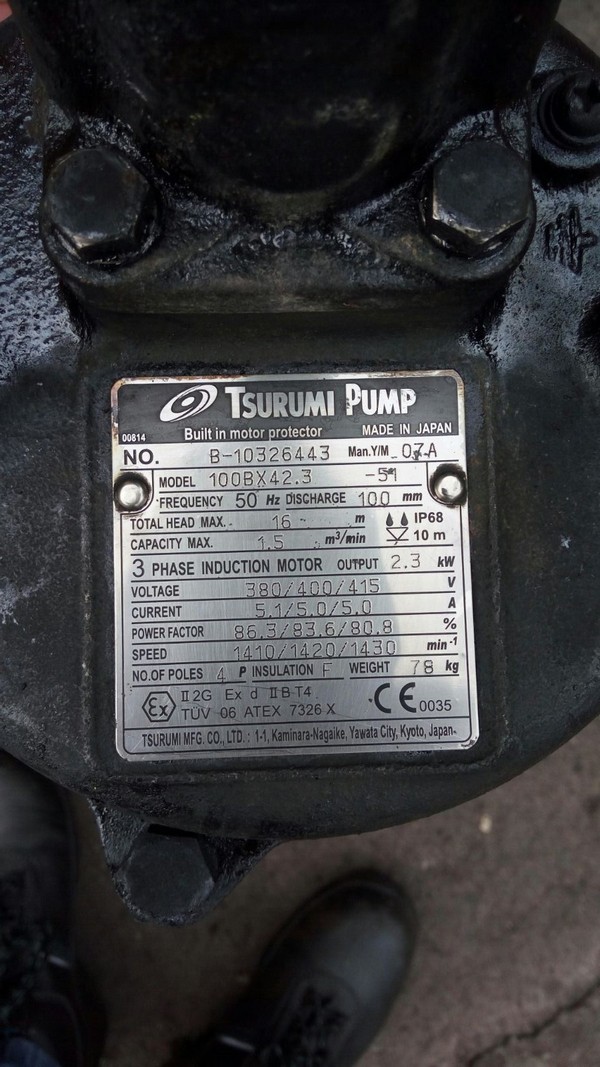 TSURUMI PUMP
00814 Built in motor protector MADE IN JAPAN
NO. B-10326443 Man.Y/M 07A
MODEL 100BX42.3 -51
FREQUENCY 50 Hz DISCHARGE 100 mm
TOTAL HEAD MAX. 16 m IP68
CAPACITY MAX. 1.5 m³/min 10 m
3 PHASE INDUCTION MOTOR OUTPUT 2.3 kW
VOLTAGE 380/400/415 V
CURRENT 5.1/5.0/5.0 A
POWER FACTOR 86.3/83.6/80.8 %
SPEED 1410/1420/1430 min⁻¹
NO.OF POLES 4 P INSULATION F WEIGHT 78 kg
Ex II 2G Ex d II B T4 CE 0035
TÜV 06 ATEX 7326 X
TSURUMI MFG. CO., LTD. : 1-1, Kaminara-Nagaike, Yawata City, Kyoto, Japan